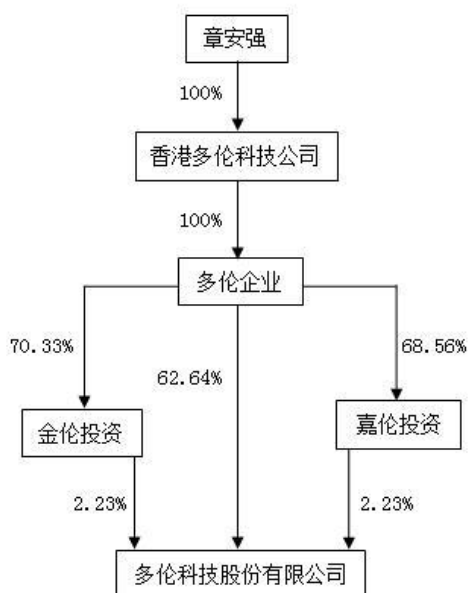 章安强
100%
香港多伦科技公司
100%
多伦企业
70.33%
62.64%
68.56%
金伦投资
嘉伦投资
2.23%
2.23%
多伦科技股份有限公司